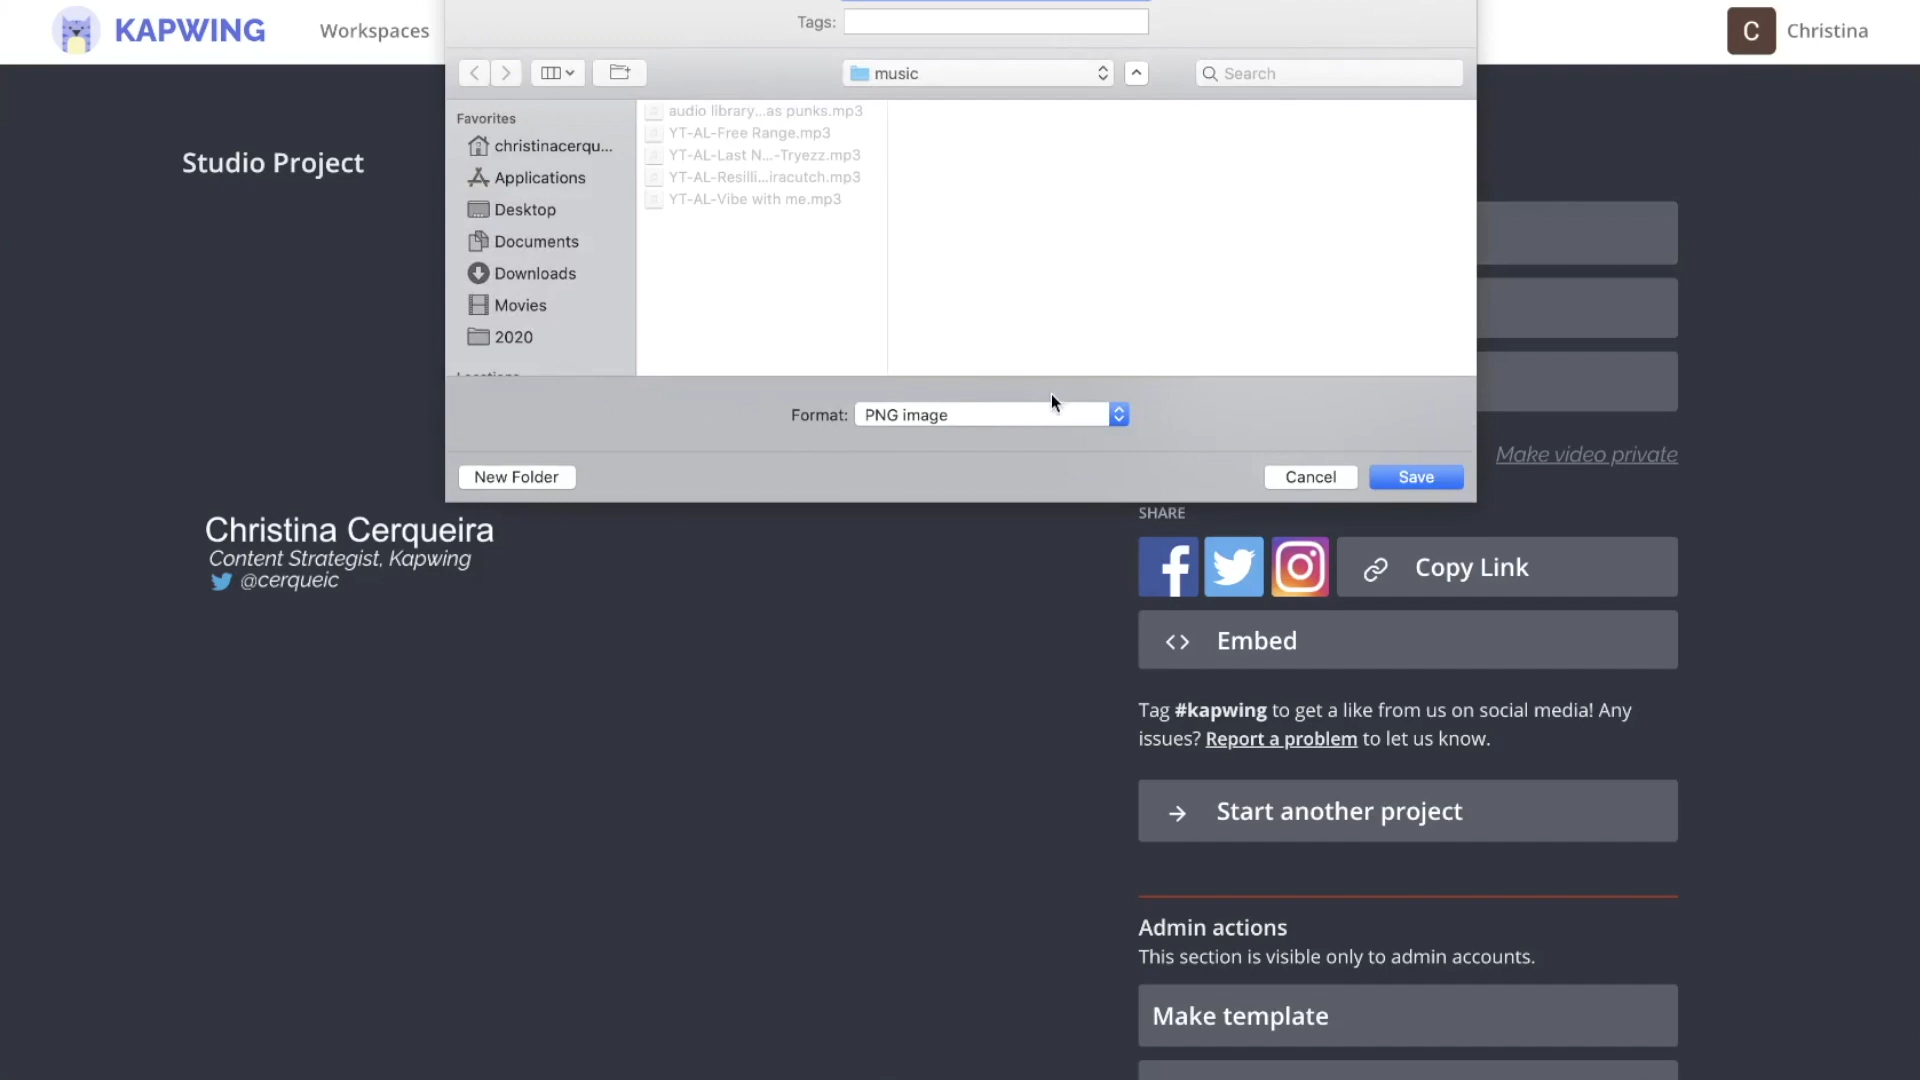 KAPWING
Workspaces
Tags:
C
Christina
music
Search
Favorites
christinacerqu...
Applications
Desktop
Documents
Downloads
Movies
2020
Locations
audio library...as punks.mp3
YT-AL-Free Range.mp3
YT-AL-Last N...-Tryezz.mp3
YT-AL-Resilli...iracutch.mp3
YT-AL-Vibe with me.mp3
Format: PNG image
New Folder
Cancel
Save
Studio Project
Christina Cerqueira
Content Strategist, Kapwing
@cerqueic
Make video private
SHARE
Copy Link
Embed
Tag #kapwing to get a like from us on social media! Any
issues? Report a problem to let us know.
Start another project
Admin actions
This section is visible only to admin accounts.
Make template